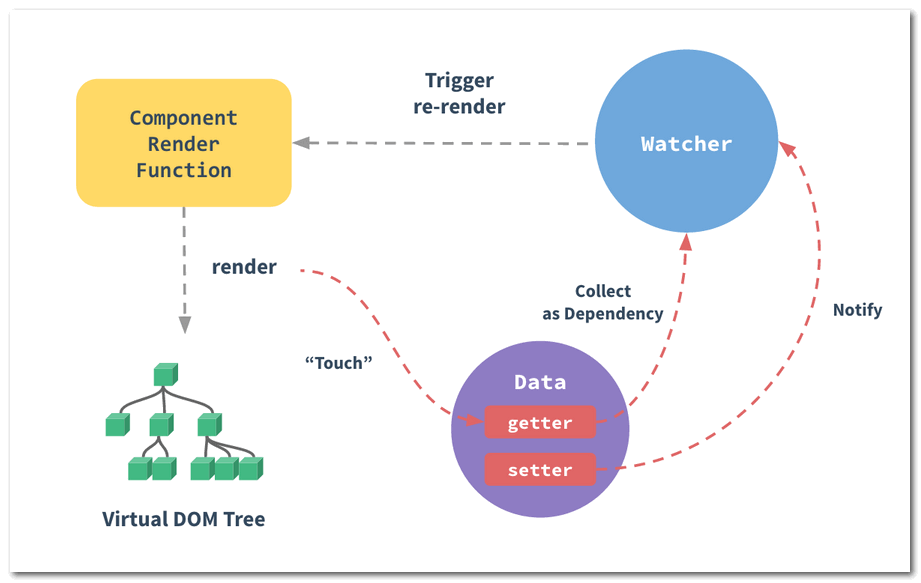 Trigger
re-render
Component
Render
Function
Watcher
render
Collect
as Dependency
Notify
“Touch”
Data
getter
setter
Virtual DOM Tree